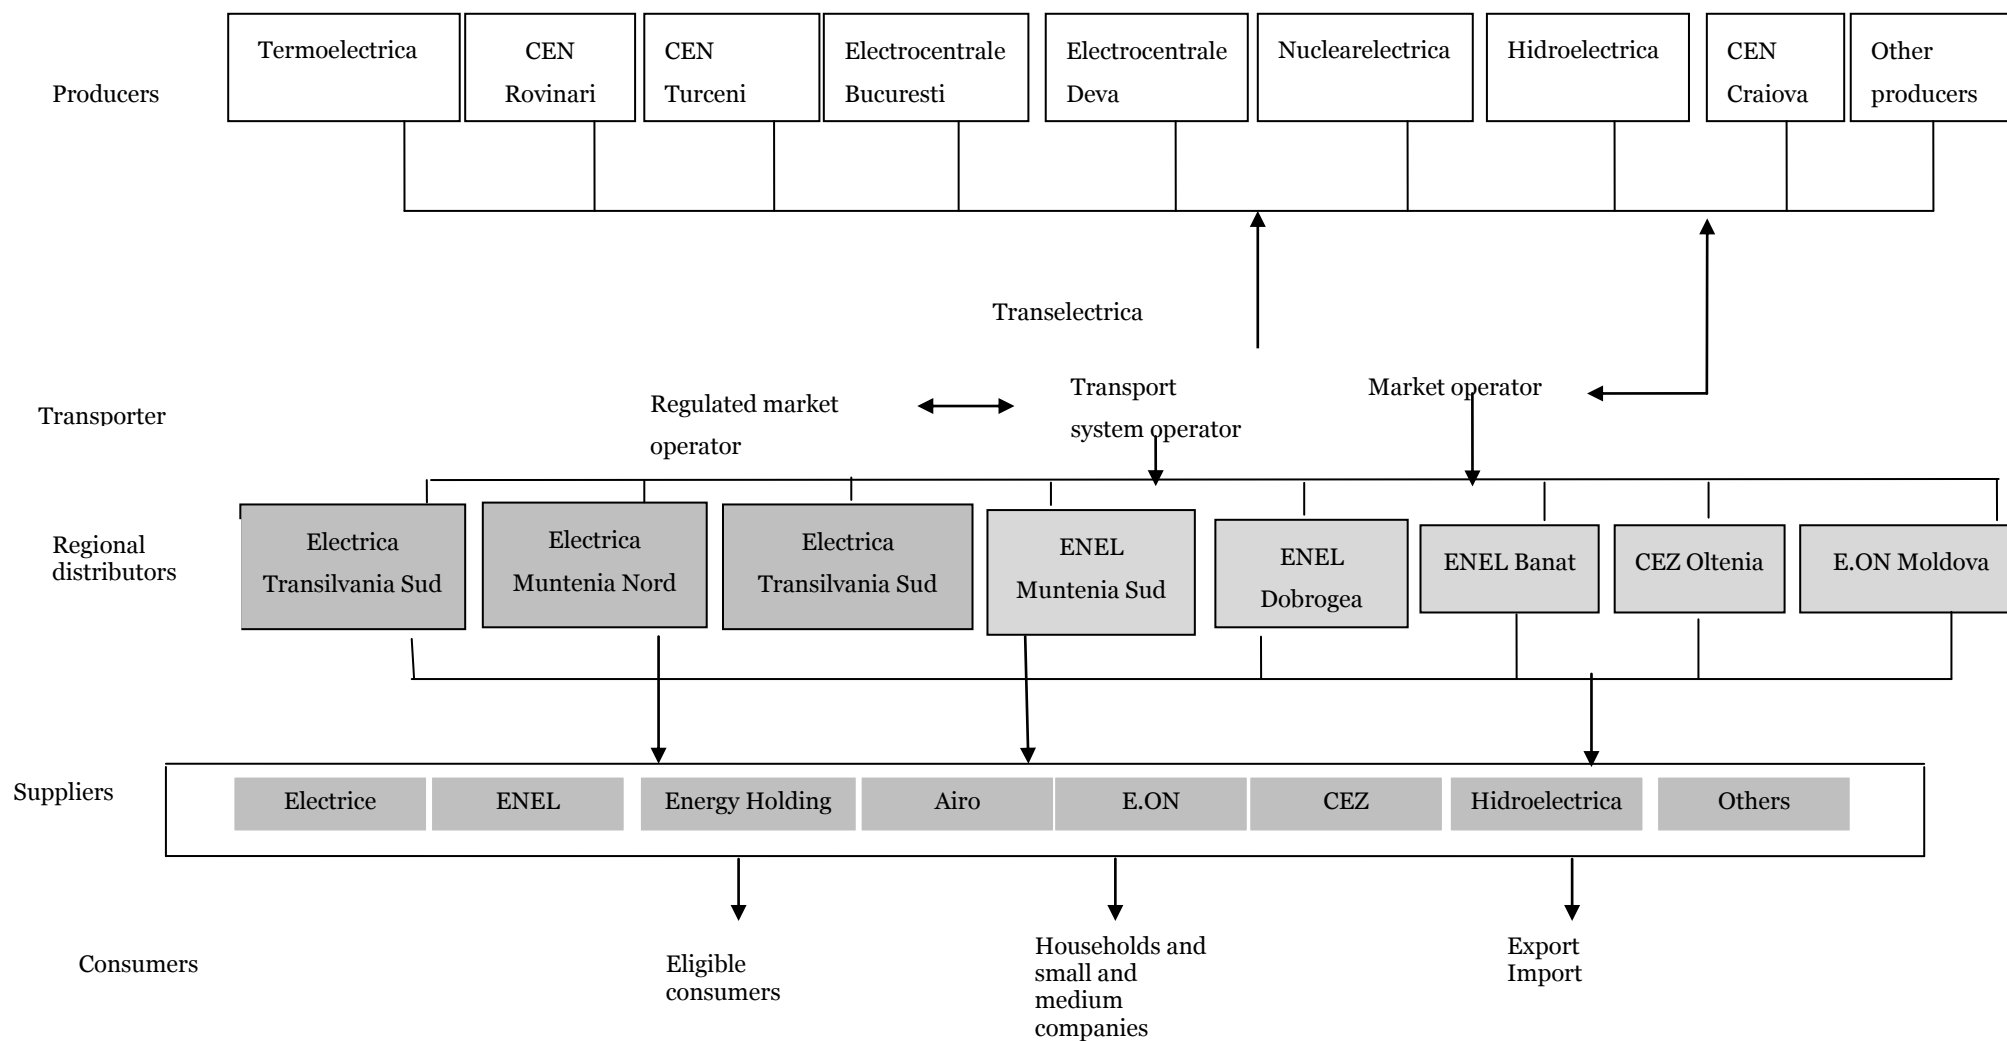 Producers
Termoelectrica
CEN
Rovinari
CEN
Turceni
Electrocentrale
Bucuresti
Electrocentrale
Deva
Nuclearelectrica
Hidroelectrica
CEN
Craiova
Other
producers
Transelectrica
Transporter
Regulated market
operator
Transport
system operator
Market operator
Regional
distributors
Electrica
Transilvania Sud
Electrica
Muntenia Nord
Electrica
Transilvania Sud
ENEL
Muntenia Sud
ENEL
Dobrogea
ENEL Banat
CEZ Oltenia
E.ON Moldova
Suppliers
Electrice
ENEL
Energy Holding
Airo
E.ON
CEZ
Hidroelectrica
Others
Consumers
Eligible
consumers
Households and
small and
medium
companies
Export
Import